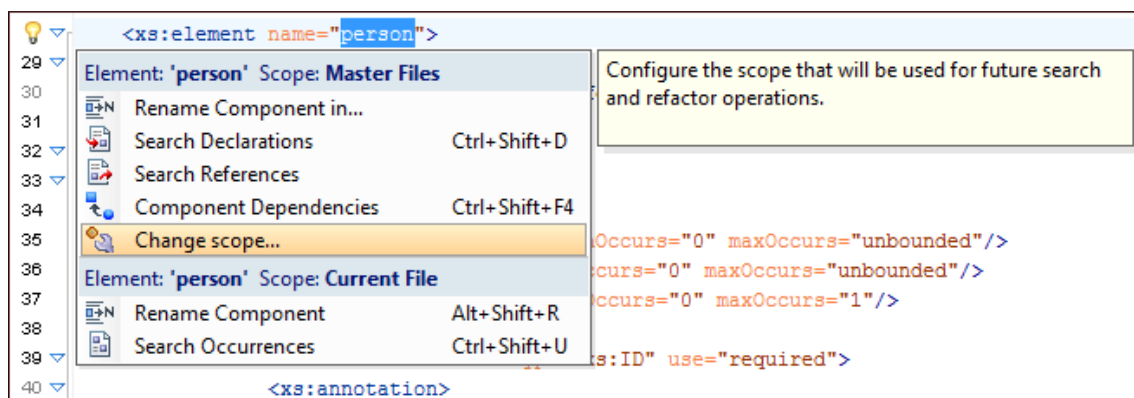 <xs:element name="person">
29
Element: 'person' Scope: Master Files
Configure the scope that will be used for future search
and refactor operations.
30
Rename Component in...
31
Search Declarations Ctrl+Shift+D
32
Search References
33
Component Dependencies Ctrl+Shift+F4
34
Change scope...
35 Occurs="0" maxOccurs="unbounded"/>
36 ccurs="0" maxOccurs="unbounded"/>
Element: 'person' Scope: Current File
37 ccurs="0" maxOccurs="1"/>
Rename Component Alt+Shift+R
38
Search Occurrences Ctrl+Shift+U
39 s:ID" use="required">
40 <xs:annotation>